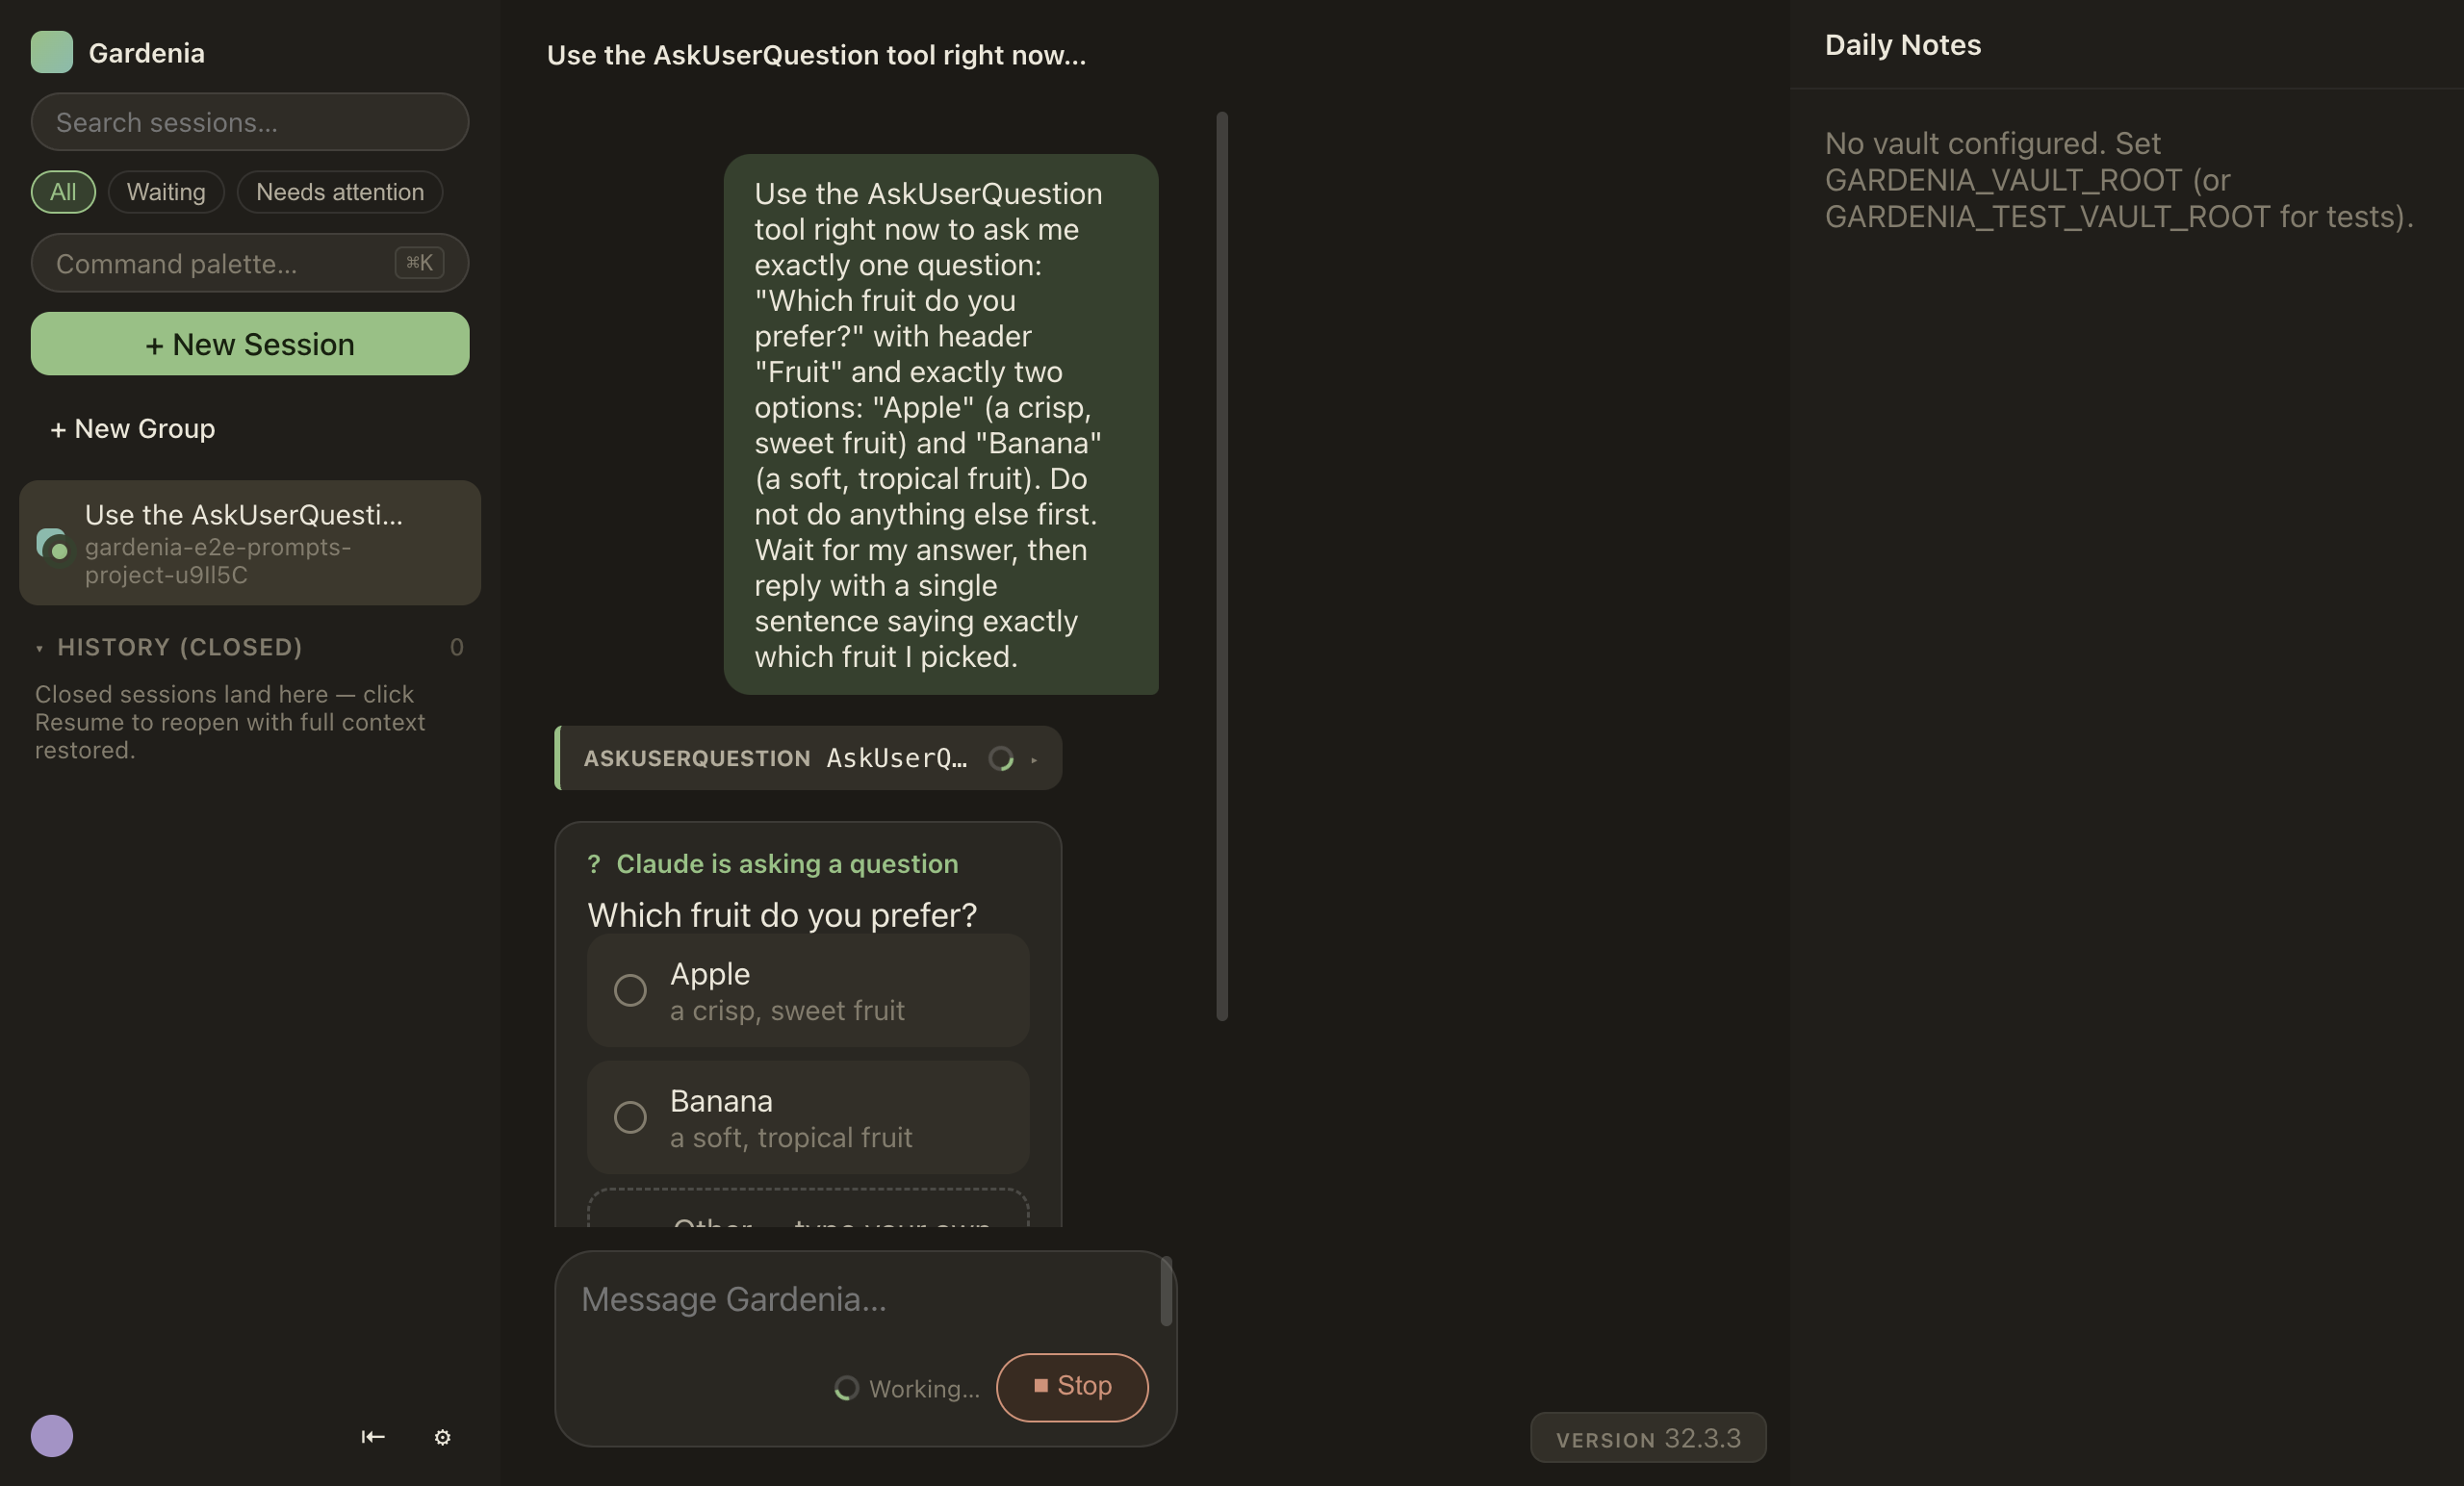 Gardenia
Search sessions...
All
Waiting
Needs attention
Command palette...
⌘K
+ New Session
+ New Group
Use the AskUserQuesti...
gardenia-e2e-prompts-
project-u9Il5C
HISTORY (CLOSED)
0
Closed sessions land here — click
Resume to reopen with full context
restored.
Use the AskUserQuestion tool right now...
Use the AskUserQuestion
tool right now to ask me
exactly one question:
"Which fruit do you
prefer?" with header
"Fruit" and exactly two
options: "Apple" (a crisp,
sweet fruit) and "Banana"
(a soft, tropical fruit). Do
not do anything else first.
Wait for my answer, then
reply with a single
sentence saying exactly
which fruit I picked.
ASKUSERQUESTION AskUserQ…
? Claude is asking a question
Which fruit do you prefer?
Apple
a crisp, sweet fruit
Banana
a soft, tropical fruit
Other
type your own
Message Gardenia...
Working...
Stop
VERSION 32.3.3
Daily Notes
No vault configured. Set
GARDENIA_VAULT_ROOT (or
GARDENIA_TEST_VAULT_ROOT for tests).